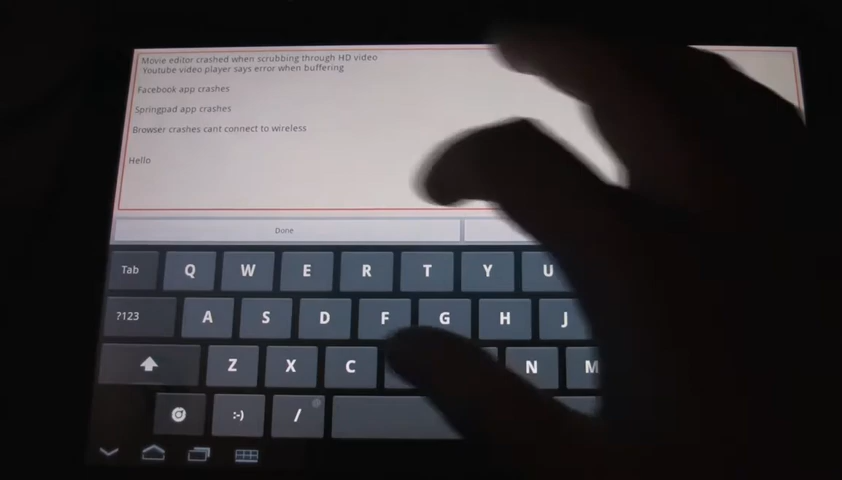 Movie editor crashed when scrubbing through HD video
Youtube video player says error when buffering
Facebook app crashes
Springpad app crashes
Browser crashes cant connect to wireless
Hello
Done
Tab Q W E R T Y U
?123 A S D F G H J
Z X C N M
:-) /